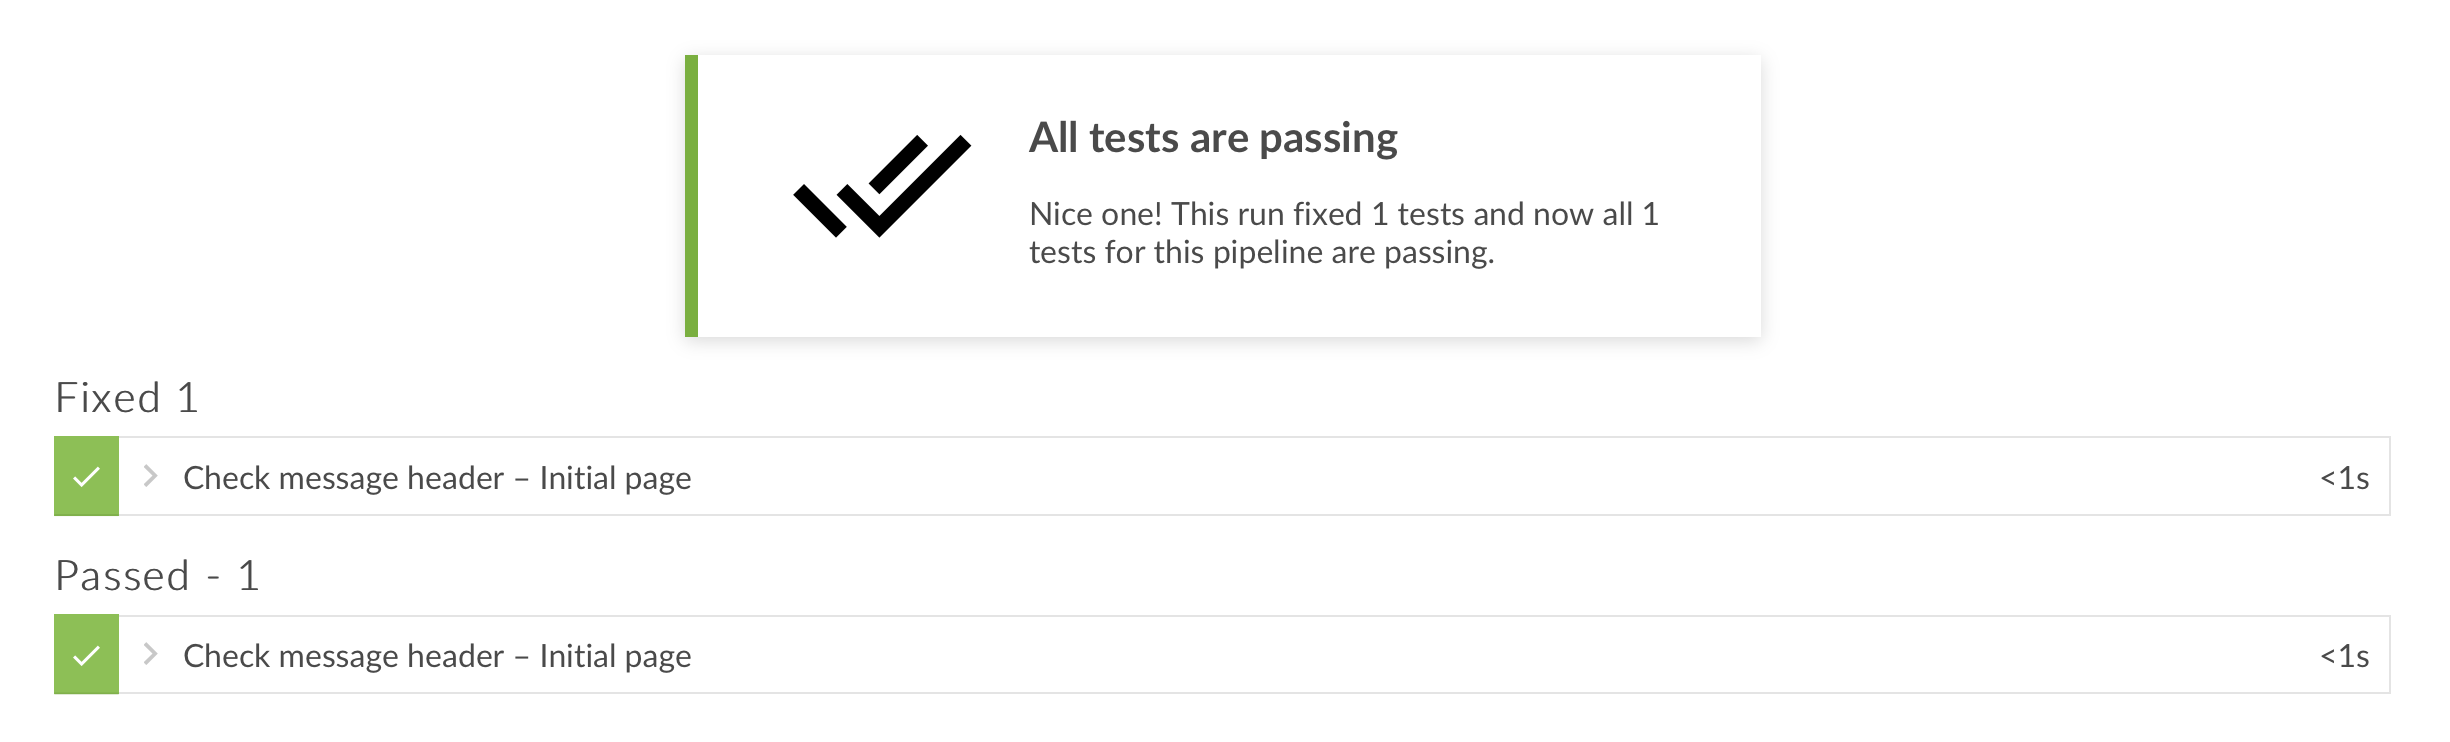 All tests are passing
Nice one! This run fixed 1 tests and now all 1
tests for this pipeline are passing.
Fixed 1
Check message header – Initial page <1s
Passed - 1
Check message header – Initial page <1s